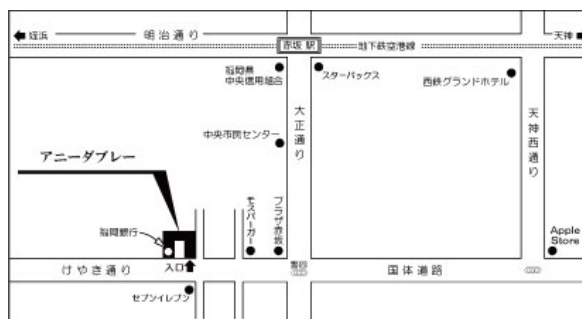 姪浜
明治通り
赤坂駅
地下鉄空港線
天神
福岡県
中央信用組合
スターバックス
西鉄グランドホテル
大正通り
天神西通り
中央市民センター
アニーダブレー
モスバーガー
プラザ赤坂
福岡銀行
Apple
Store
けやき通り
入口
警固
国体道路
セブンイレブン